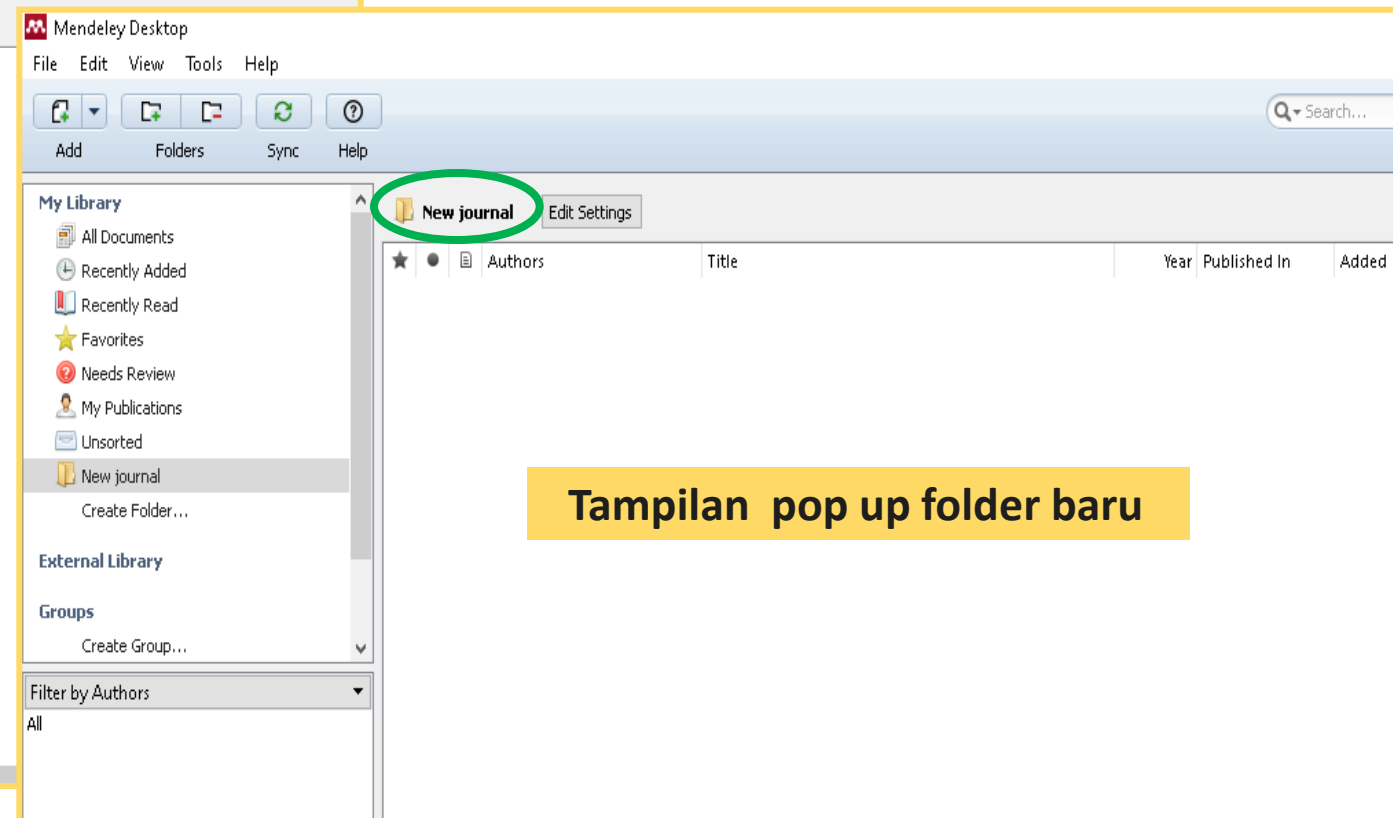 Mendeley Desktop
File Edit View Tools Help
Search...
Add Folders Sync Help
My Library
All Documents
Recently Added
Recently Read
Favorites
Needs Review
My Publications
Unsorted
New journal
Create Folder...
External Library
Groups
Create Group...
Filter by Authors
All
New journal Edit Settings
Authors Title Year Published In Added
Tampilan pop up folder baru